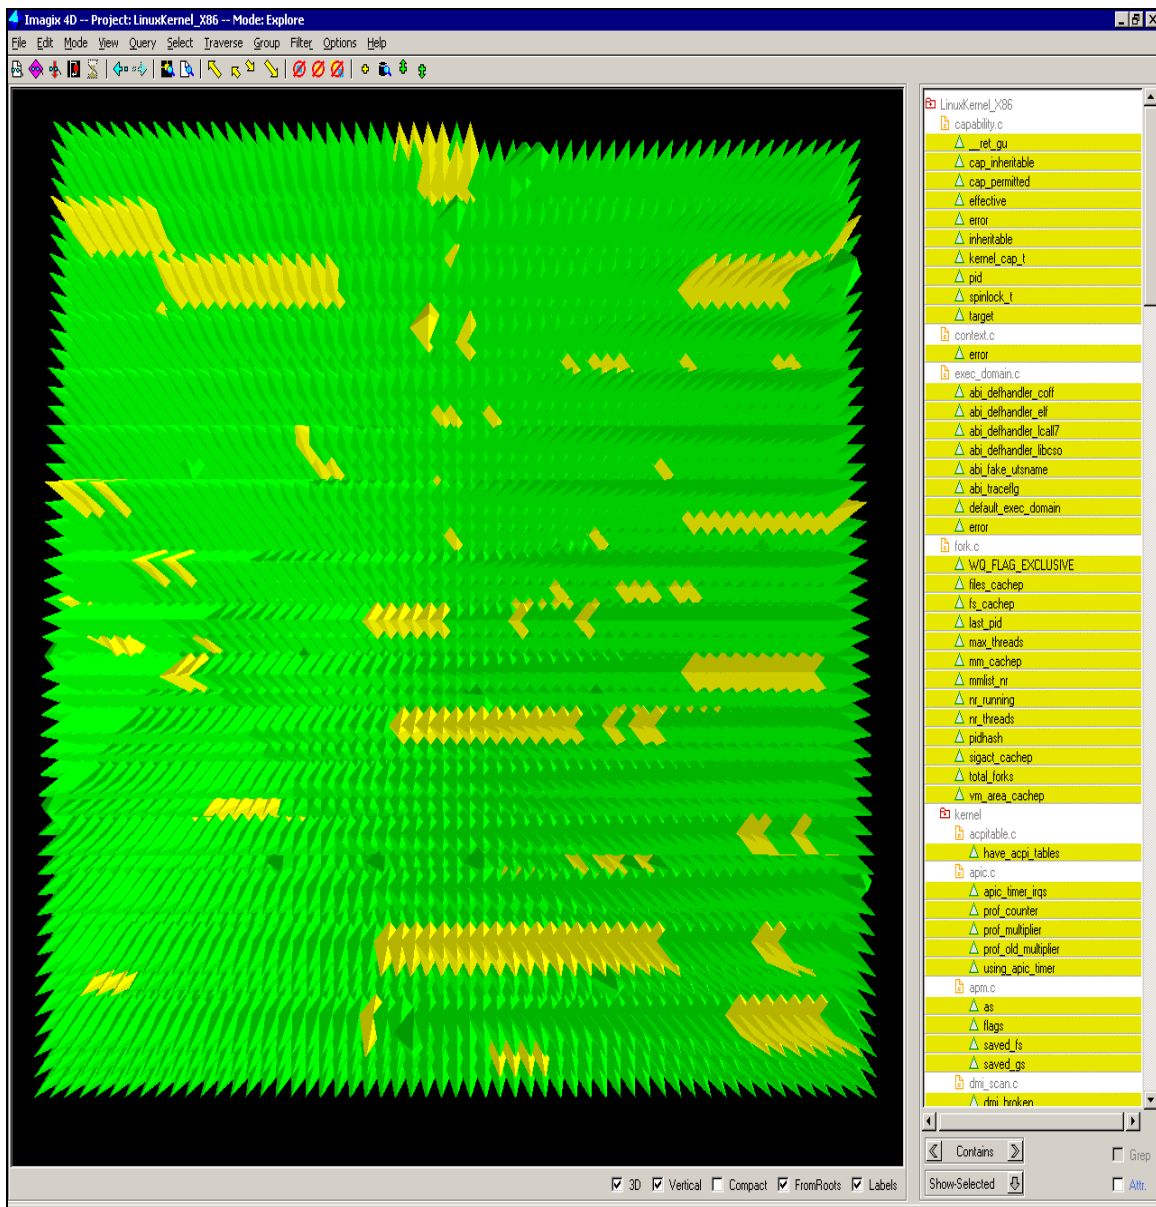 Imagix 4D -- Project: LinuxKernel_X86 -- Mode: Explore
File Edit Mode View Query Select Traverse Group Filter Options Help
LinuxKernel_X86
capability.c
__ret_gu
cap_inheritable
cap_permitted
effective
error
inheritable
kernel_cap_t
pid
spinlock_t
target
context.c
error
exec_domain.c
abi_defhandler_coff
abi_defhandler_elf
abi_defhandler_lcall7
abi_defhandler_libcso
abi_fake_utsname
abi_traceflg
default_exec_domain
error
fork.c
WQ_FLAG_EXCLUSIVE
files_cachep
fs_cachep
last_pid
max_threads
mm_cachep
mmlist_nr
nr_running
nr_threads
pidhash
sigact_cachep
total_forks
vm_area_cachep
kernel
acpitable.c
have_acpi_tables
apic.c
apic_timer_irqs
prof_counter
prof_multiplier
prof_old_multiplier
using_apic_timer
apm.c
as
flags
saved_fs
saved_gs
dmi_scan.c
dmi_broken
Contains Grep
Show-Selected Attr.
3D Vertical Compact FromRoots Labels